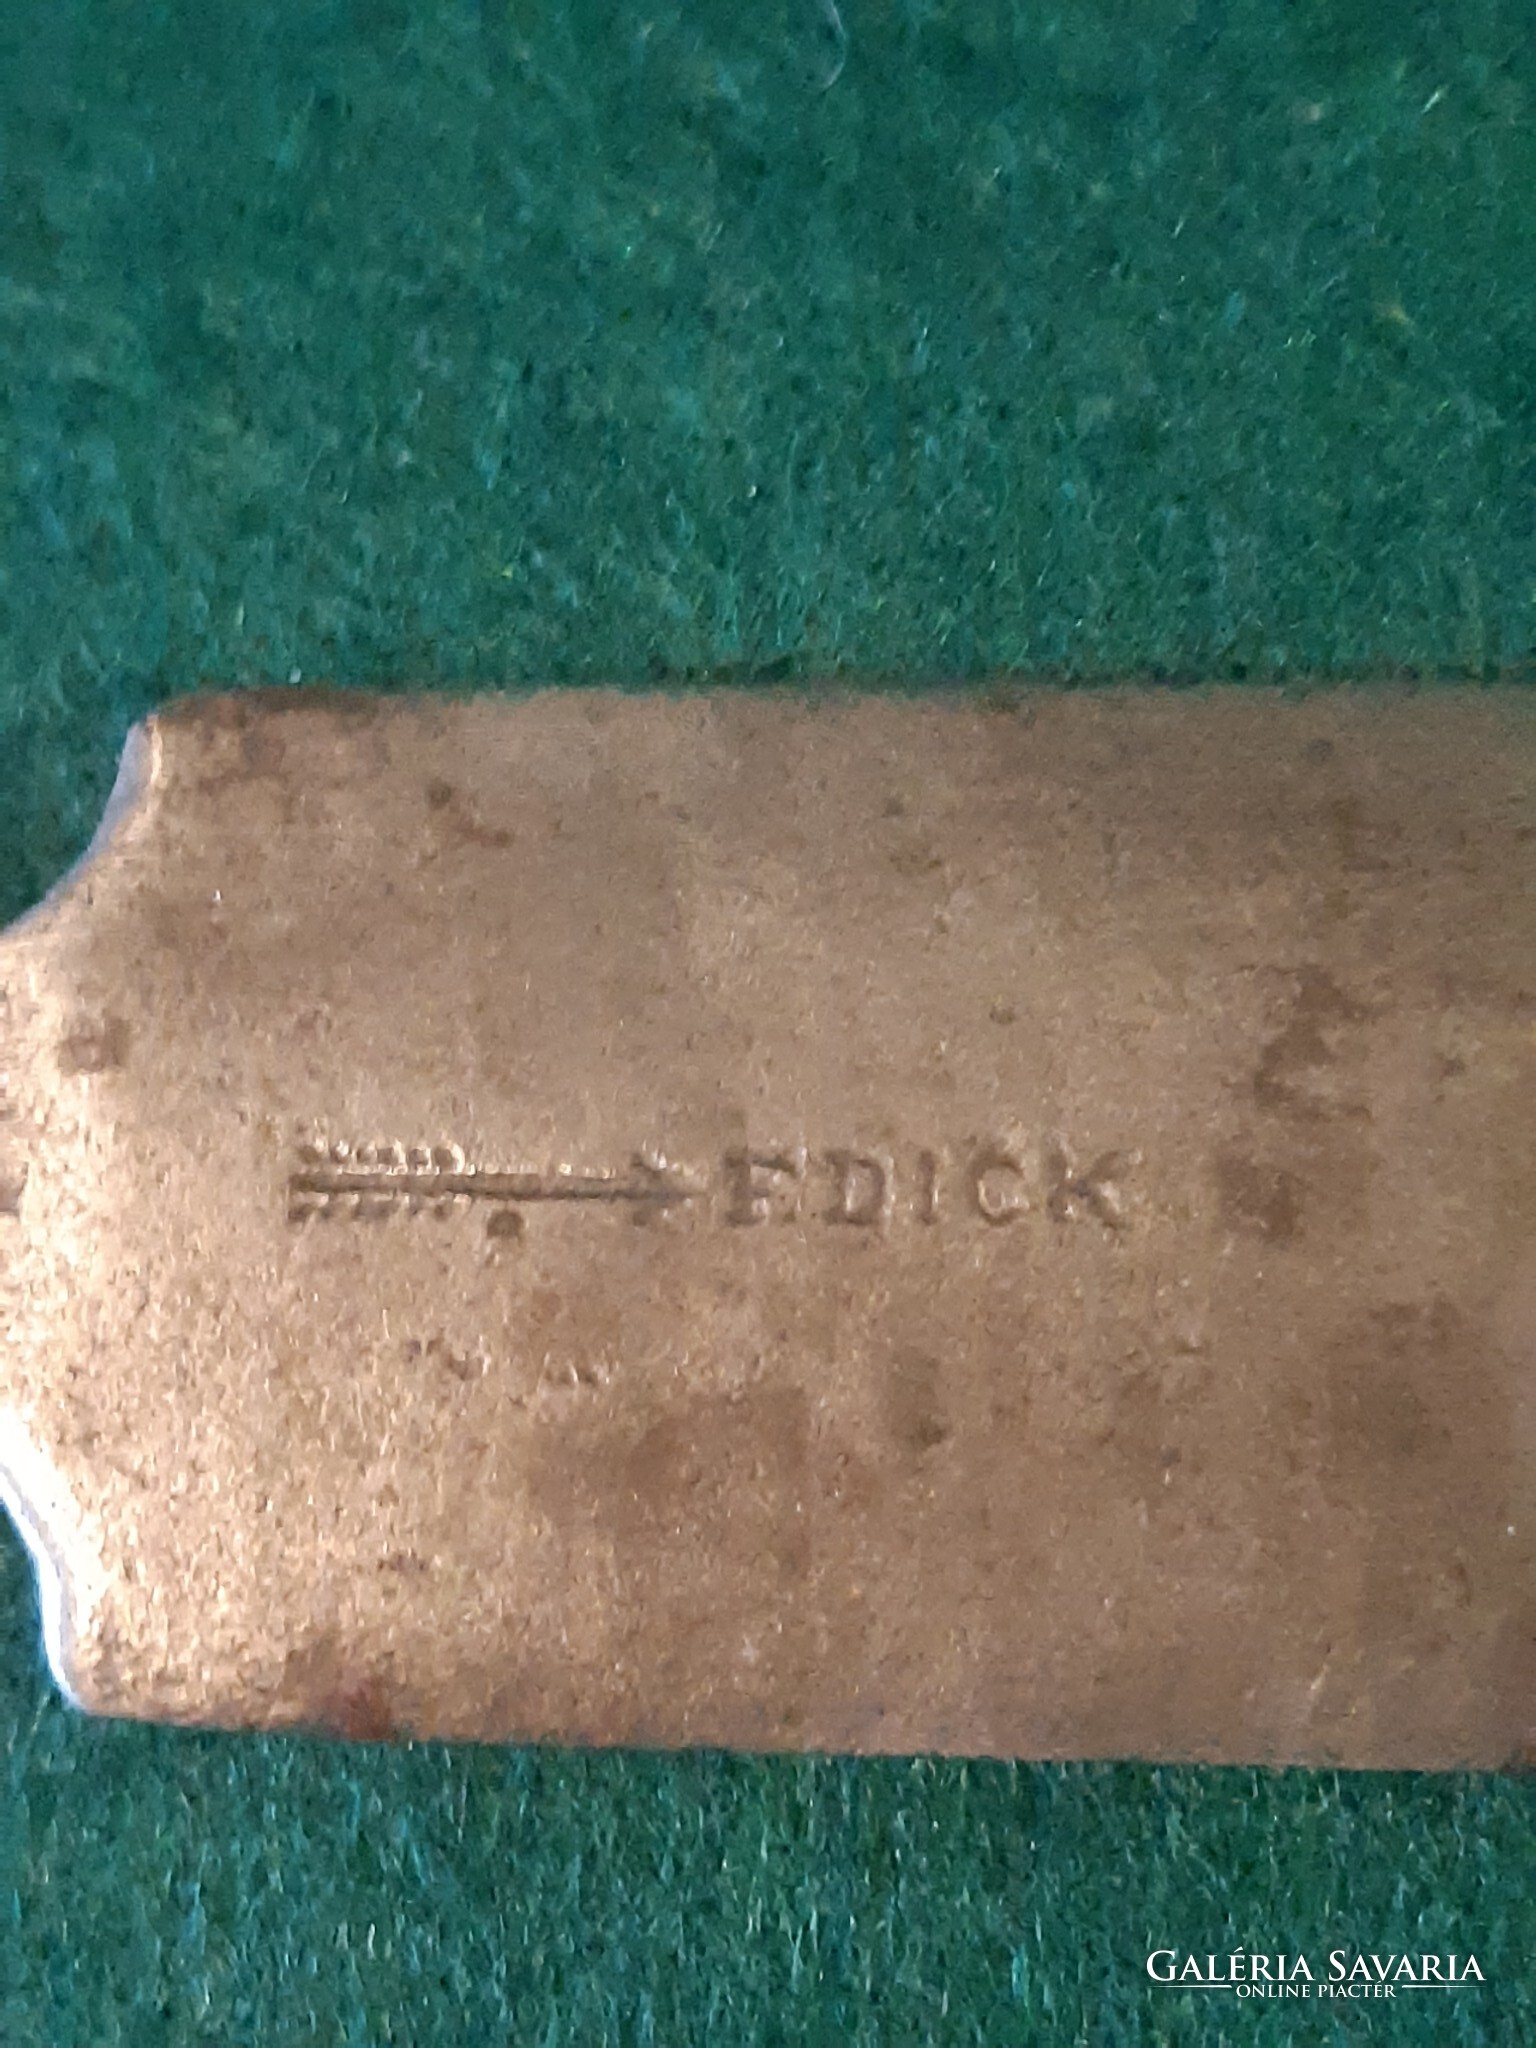 F. DICK
GALÉRIA SAVARIA
ONLINE PIACTÉR